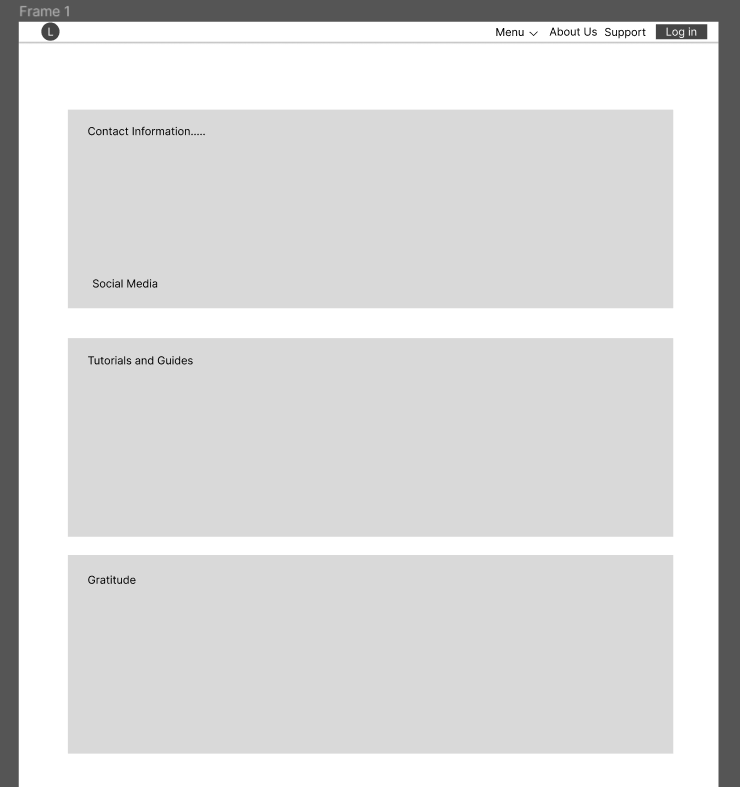 Frame 1
L Menu About Us Support Log in
Contact Information.....
Social Media
Tutorials and Guides
Gratitude